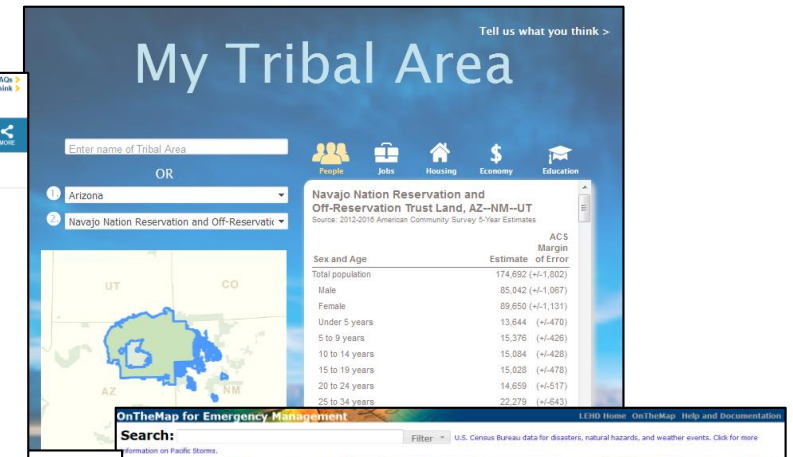 Tell us what you think >
My Tribal Area
AQs >
hink >
MORE
Enter name of Tribal Area
OR
1. Arizona
2. Navajo Nation Reservation and Off-Reservatic
People Jobs Housing Economy Education
Navajo Nation Reservation and
Off-Reservation Trust Land, AZ--NM--UT
Source: 2012-2016 American Community Survey 5-Year Estimates
ACS
Margin
Sex and Age Estimate of Error
Total population 174,692 (+/-1,802)
Male 85,042 (+/-1,067)
Female 89,650 (+/-1,131)
Under 5 years 13,644 (+/-470)
5 to 9 years 15,376 (+/-426)
10 to 14 years 15,084 (+/-428)
15 to 19 years 15,028 (+/-478)
20 to 24 years 14,659 (+/-517)
25 to 34 years 22,279 (+/-643)
UT CO
AZ NM
OnTheMap for Emergency Management LEHD Home OnTheMap Help and Documentation
Search: Filter U.S. Census Bureau data for disasters, natural hazards, and weather events. Click for more
information on Pacific Storms.